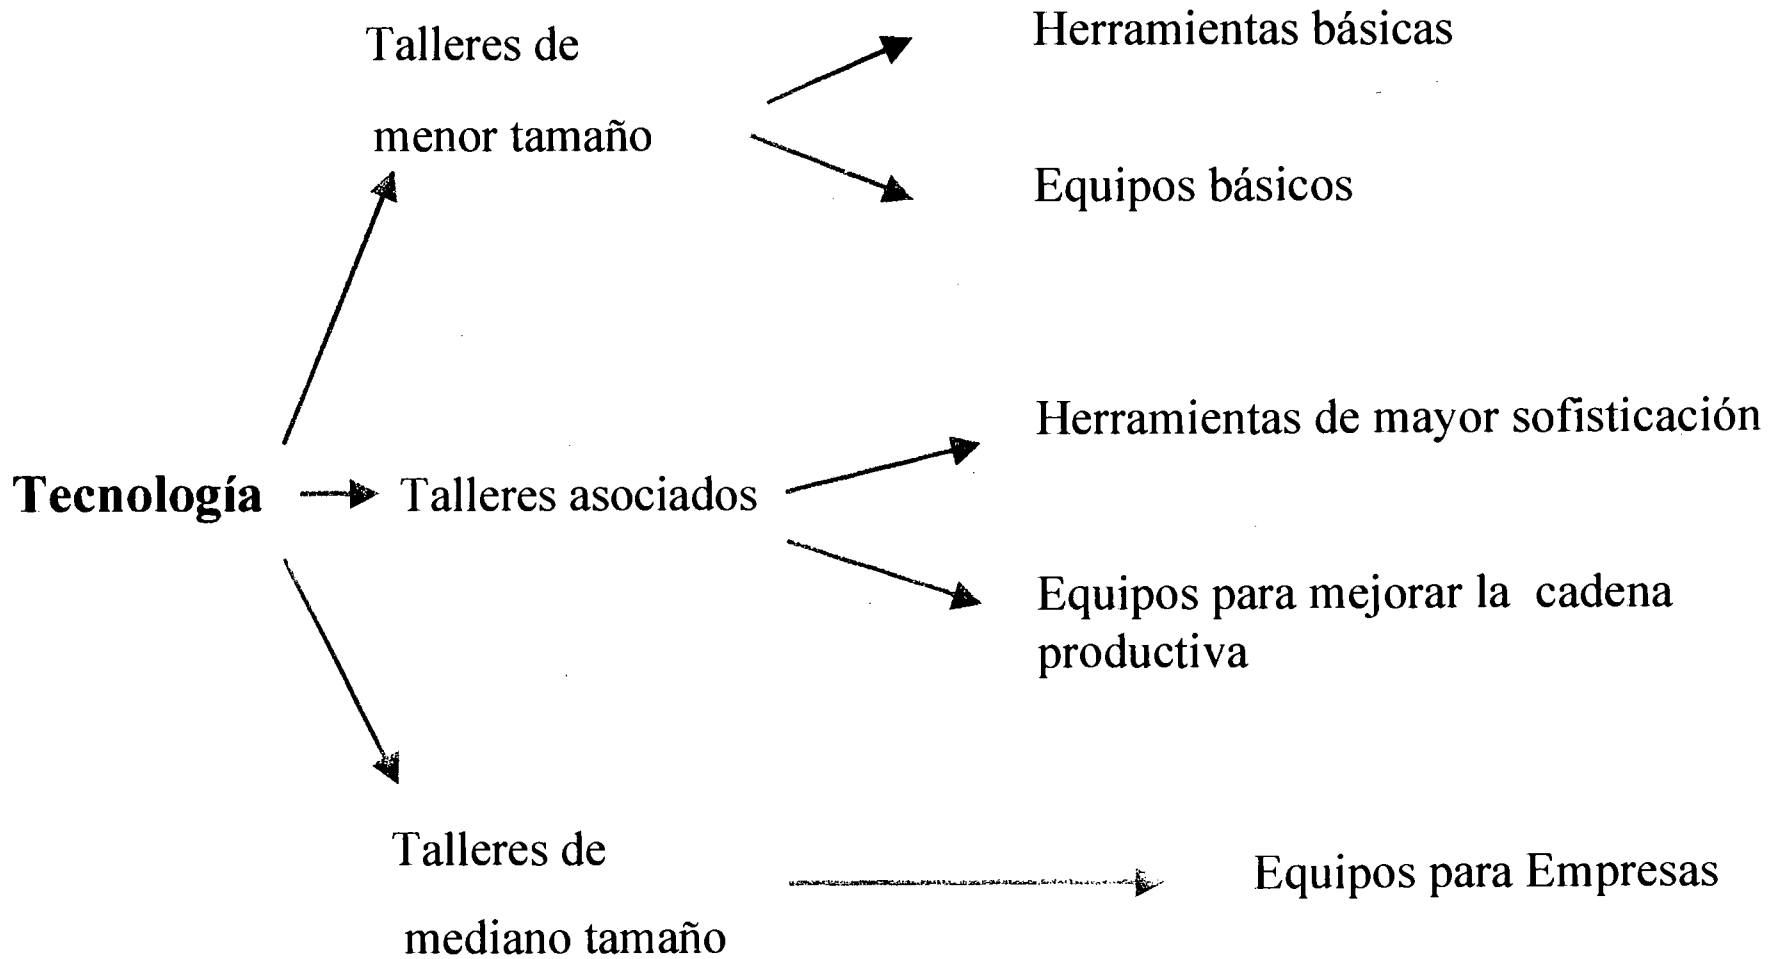 Talleres de
menor tamaño
Herramientas básicas
Equipos básicos
Tecnología
Talleres asociados
Herramientas de mayor sofisticación
Equipos para mejorar la cadena
productiva
Talleres de
mediano tamaño
Equipos para Empresas